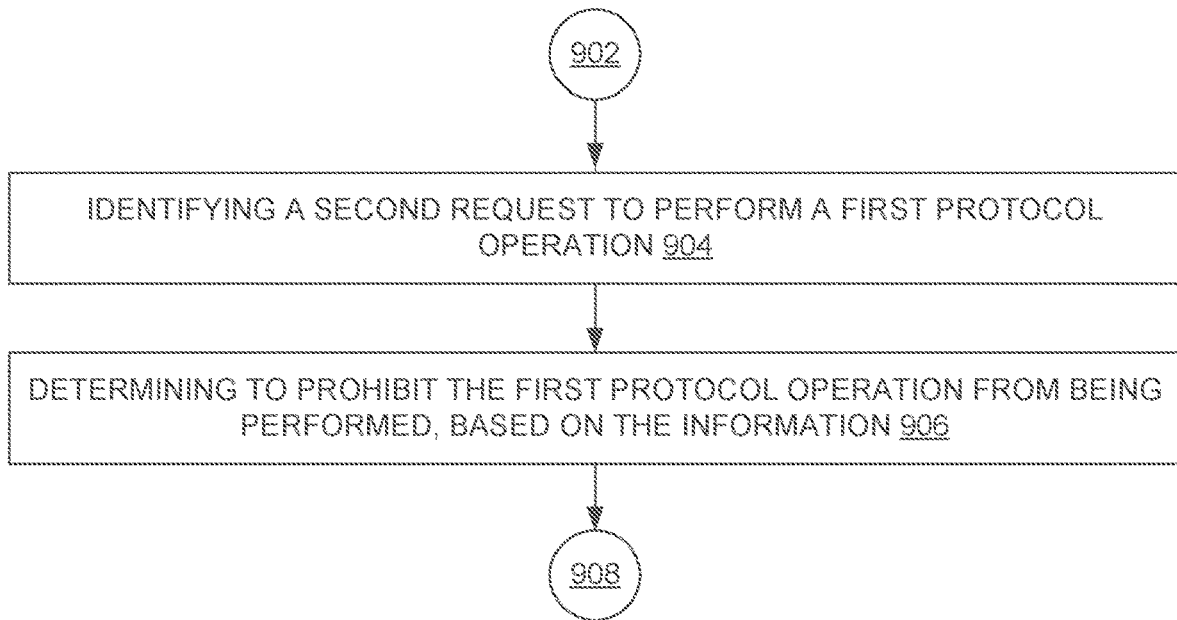 902
IDENTIFYING A SECOND REQUEST TO PERFORM A FIRST PROTOCOL
OPERATION 904
DETERMINING TO PROHIBIT THE FIRST PROTOCOL OPERATION FROM BEING
PERFORMED, BASED ON THE INFORMATION 906
908